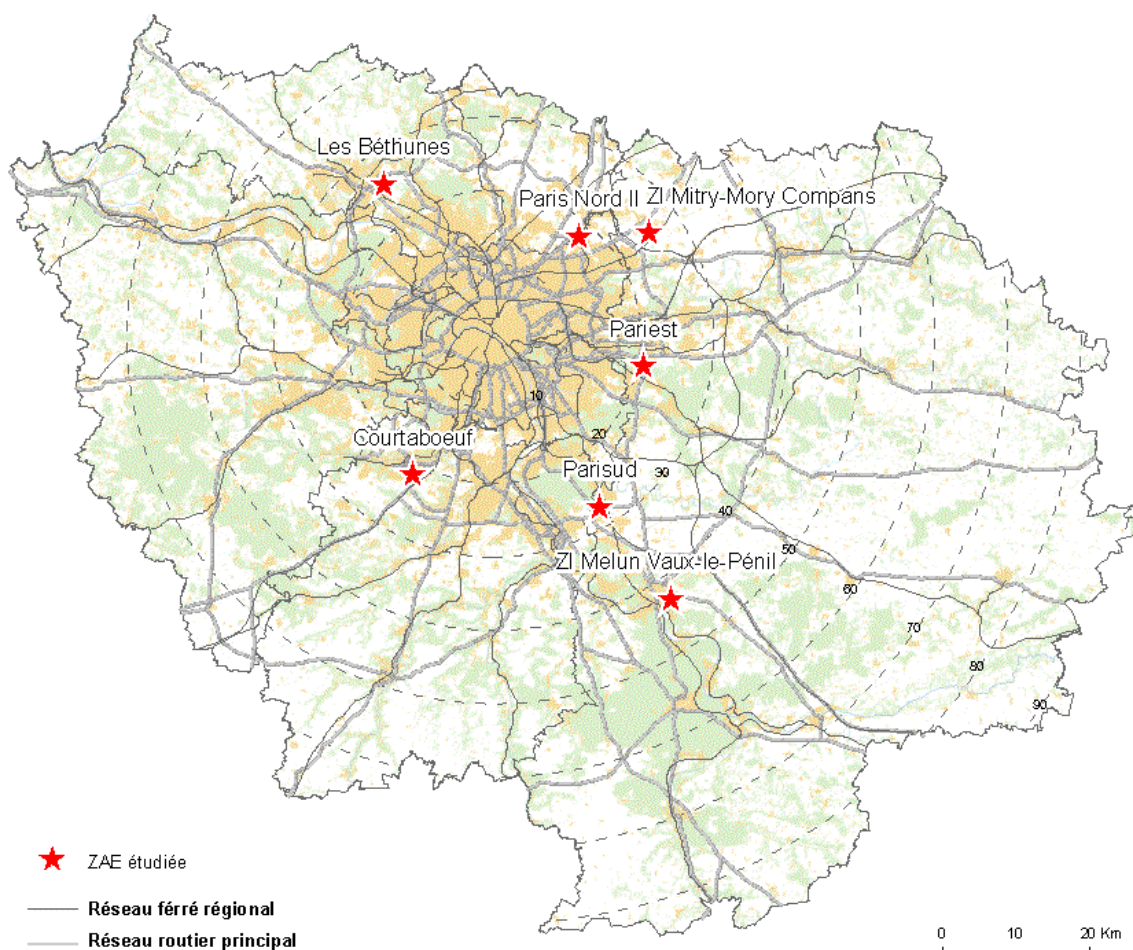 Les Béthunes
Paris Nord II
ZI Mitry-Mory Compans
Pariest
10
Courtaboeuf
20
Parisud
30
40
50
ZI Melun Vaux-le-Pénil
60
70
80
90
ZAE étudiée
Réseau férré régional
Réseau routier principal
0 10 20 Km